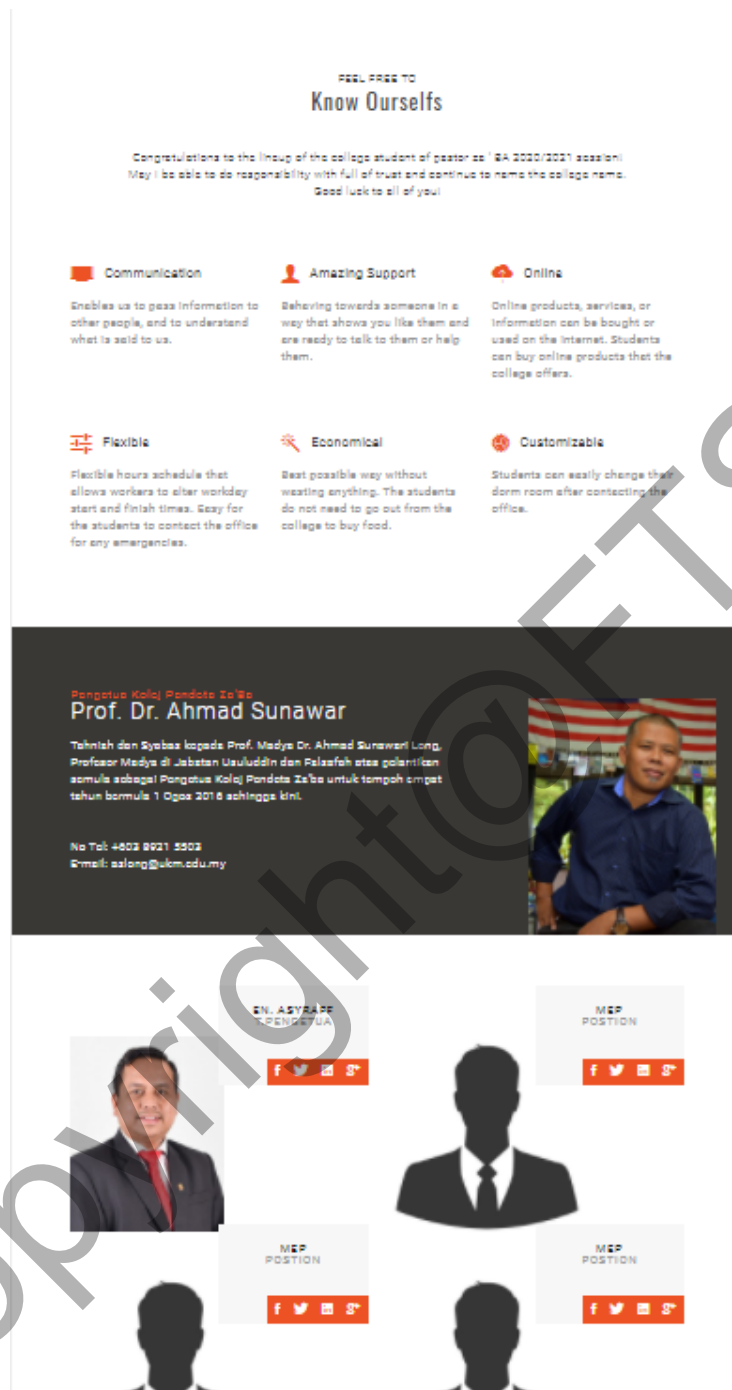 FEEL FREE TO
Know Ourselfs
Congratulations to the lineup of the college student of pastor za ' BA 2020/2021 session!
May I be able to do responsibility with full of trust and continue to name the college name.
Good luck to all of you!
Communication
Enables us to pass information to
other people, and to understand
what is said to us.
Amazing Support
Behaving towards someone in a
way that shows you like them and
are ready to talk to them or help
them.
Online
Online products, services, or
information can be bought or
used on the internet. Students
can buy online products that the
college offers.
Flexible
Flexible hours schedule that
allows workers to alter workday
start and finish times. Easy for
the students to contact the office
for any emergencies.
Economical
Best possible way without
wasting anything. The students
do not need to go out from the
college to buy food.
Customizable
Students can easily change their
dorm room after contacting the
office.
Pengetua Kolej Pendeta Za'Ba
Prof. Dr. Ahmad Sunawar
Tahniah dan Syabas kepada Prof. Madya Dr. Ahmad Sunawari Long,
Profesor Madya di Jabatan Usuluddin dan Falsafah atas pelantikan
semula sebagai Pengetua Kolej Pendeta Za'ba untuk tempoh empat
tahun bermula 1 Ogos 2018 sehingga kini.
No Tel: +603 8921 5503
E-mail: aslong@ukm.edu.my
EN. ASYRAFF
T.PENGETUA
MEP
POSTION
MEP
POSTION
MEP
POSTION
opyright@FTS